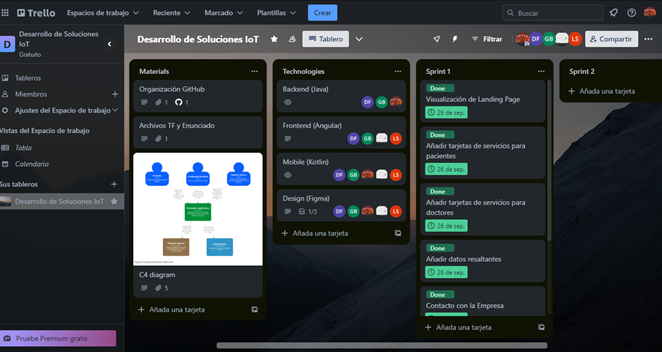 Trello
Espacios de trabajo
Reciente
Marcado
Plantillas
Crear
Buscar
D
Desarrollo de Soluciones IoT
Gratuito
Desarrollo de Soluciones IoT
Tablero
Filtrar
DF
GB
LS
Compartir
Tableros
Miembros
Ajustes del Espacio de trabajo
Vistas del Espacio de trabajo
Tabla
Calendario
Sus tableros
Desarrollo de Soluciones IoT
Pruebe Premium gratis
Materials
Organización GitHub
1
1
Archivos TF y Enunciado
1
C4 diagram
5
Añada una tarjeta
Technologies
Backend (Java)
DF
GB
Frontend (Angular)
DF
GB
LS
Mobile (Kotlin)
DF
GB
LS
Design (Figma)
1/3
DF
GB
LS
Añada una tarjeta
Sprint 1
Done
Visualización de Landing Page
26 de sep.
Done
Añadir tarjetas de servicios para pacientes
26 de sep.
Done
Añadir tarjetas de servicios para doctores
26 de sep.
Done
Añadir datos resaltantes
26 de sep.
Done
Contacto con la Empresa
Añada una tarjeta
Sprint 2
Añada una tarjeta